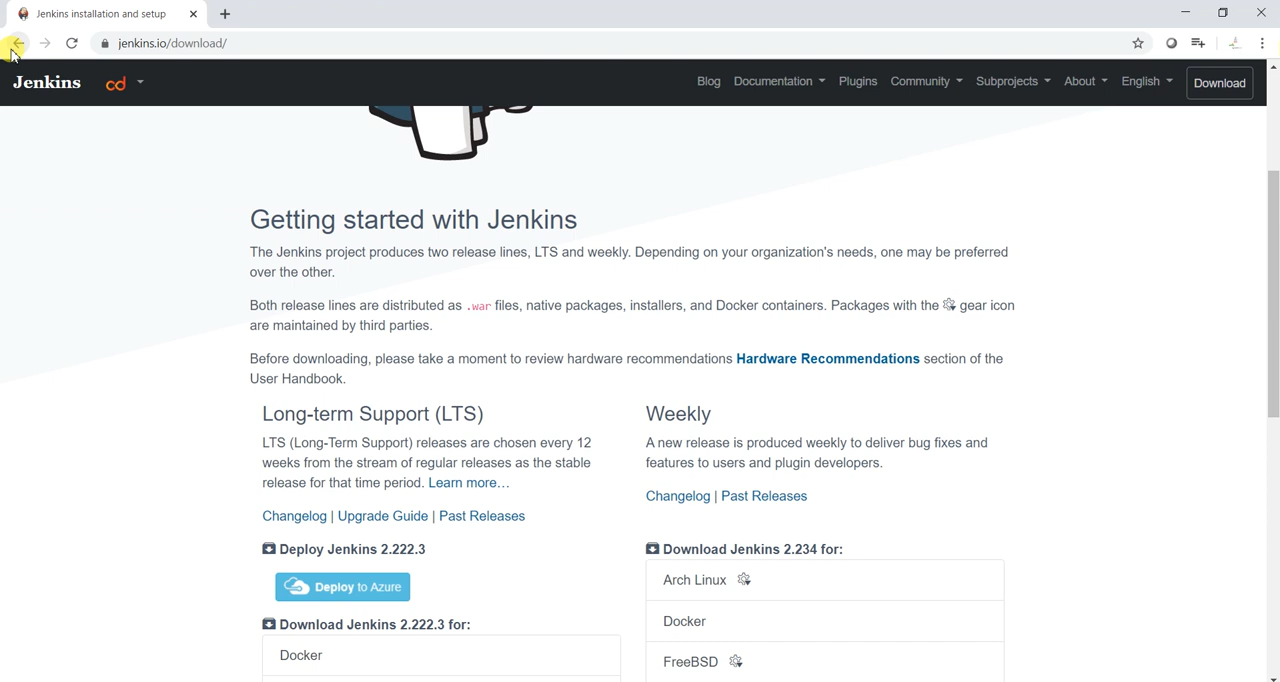 Jenkins installation and setup
jenkins.io/download/
Jenkins cd Blog Documentation Plugins Community Subprojects About English Download
Getting started with Jenkins
The Jenkins project produces two release lines, LTS and weekly. Depending on your organization's needs, one may be preferred
over the other.
Both release lines are distributed as .war files, native packages, installers, and Docker containers. Packages with the gear icon
are maintained by third parties.
Before downloading, please take a moment to review hardware recommendations Hardware Recommendations section of the
User Handbook.
Long-term Support (LTS)
LTS (Long-Term Support) releases are chosen every 12
weeks from the stream of regular releases as the stable
release for that time period. Learn more…
Changelog | Upgrade Guide | Past Releases
Deploy Jenkins 2.222.3
Deploy to Azure
Download Jenkins 2.222.3 for:
Docker
Weekly
A new release is produced weekly to deliver bug fixes and
features to users and plugin developers.
Changelog | Past Releases
Download Jenkins 2.234 for:
Arch Linux
Docker
FreeBSD